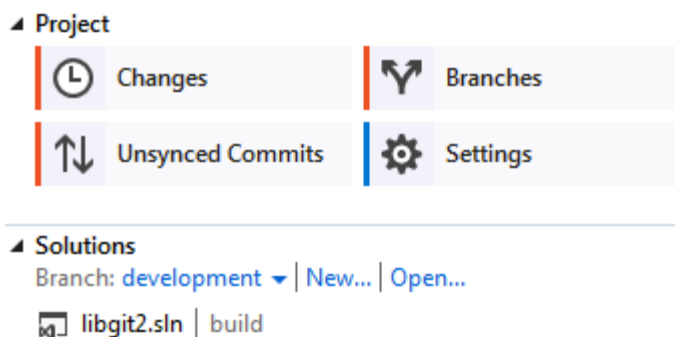 Project
Changes
Branches
Unsynced Commits
Settings
Solutions
Branch: development | New... | Open...
libgit2.sln | build